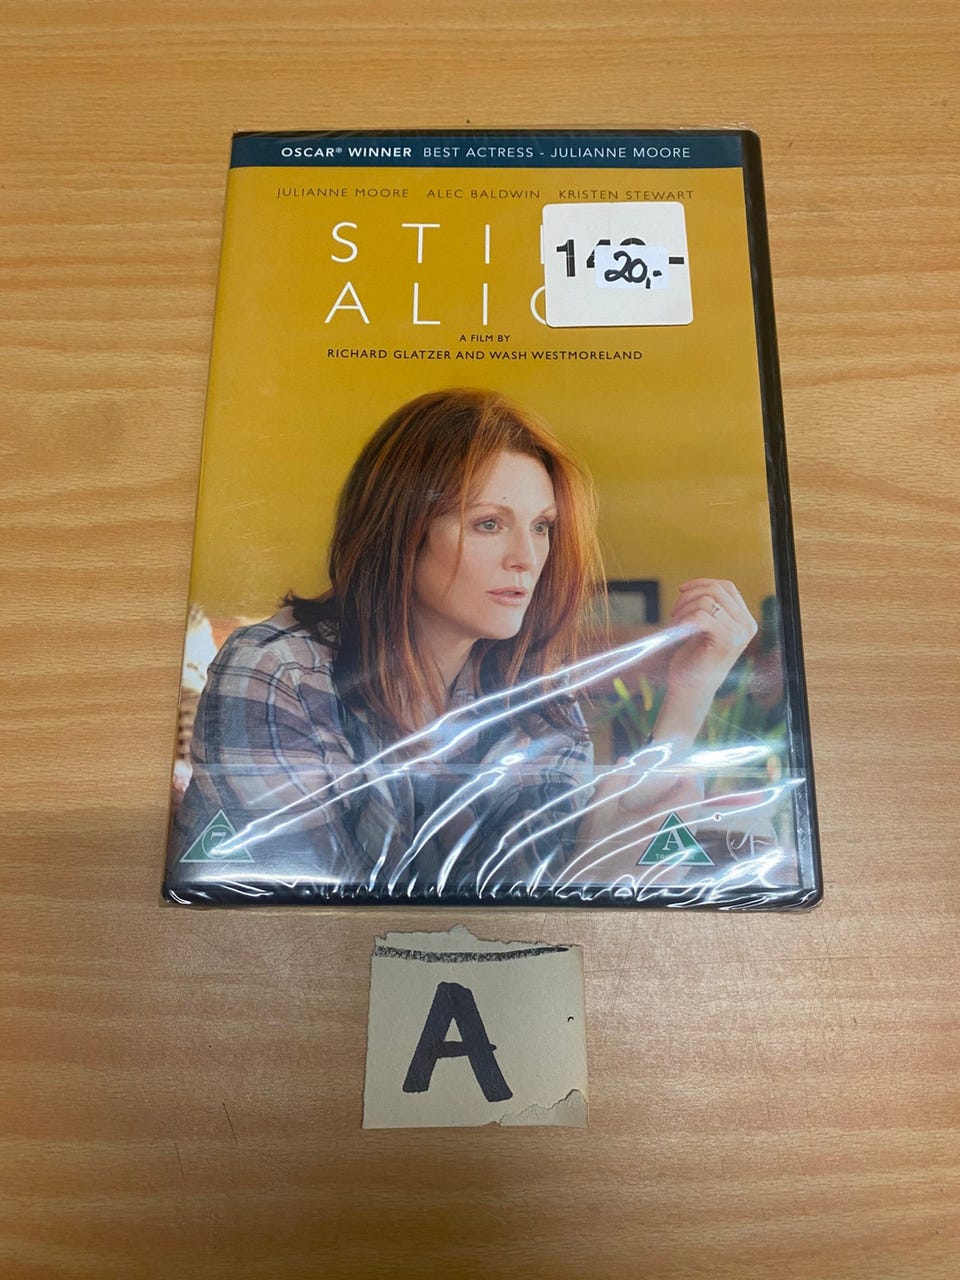 OSCAR® WINNER BEST ACTRESS - JULIANNE MOORE
JULIANNE MOORE ALEC BALDWIN KRISTEN STEWART
STI
20,-
ALIC
A FILM BY
RICHARD GLATZER AND WASH WESTMORELAND
7
A
A